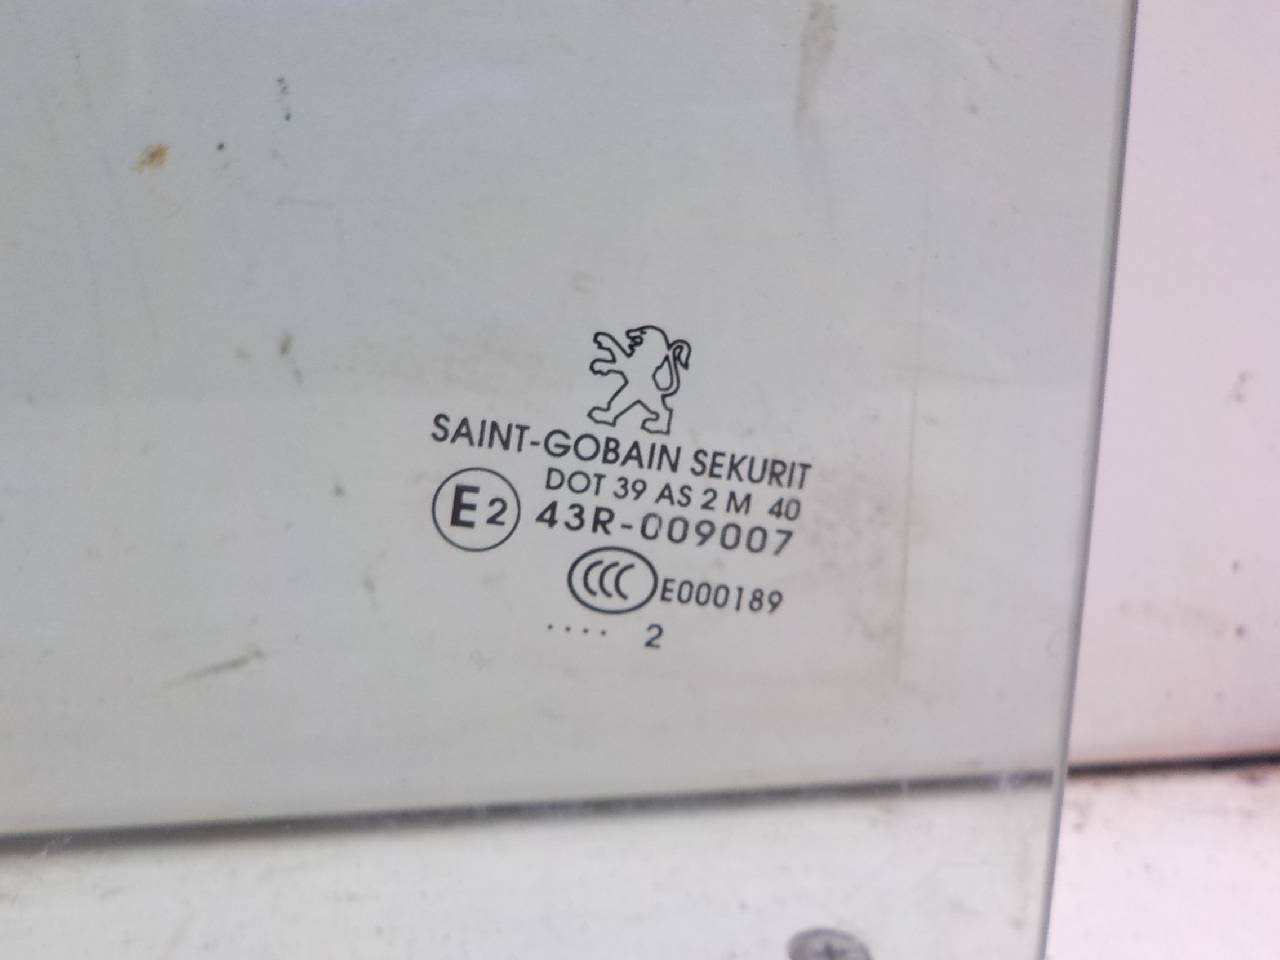 SAINT-GOBAIN SEKURIT
DOT 39 AS 2 M 40
E2 43R-009007
CCC E000189
.... 2